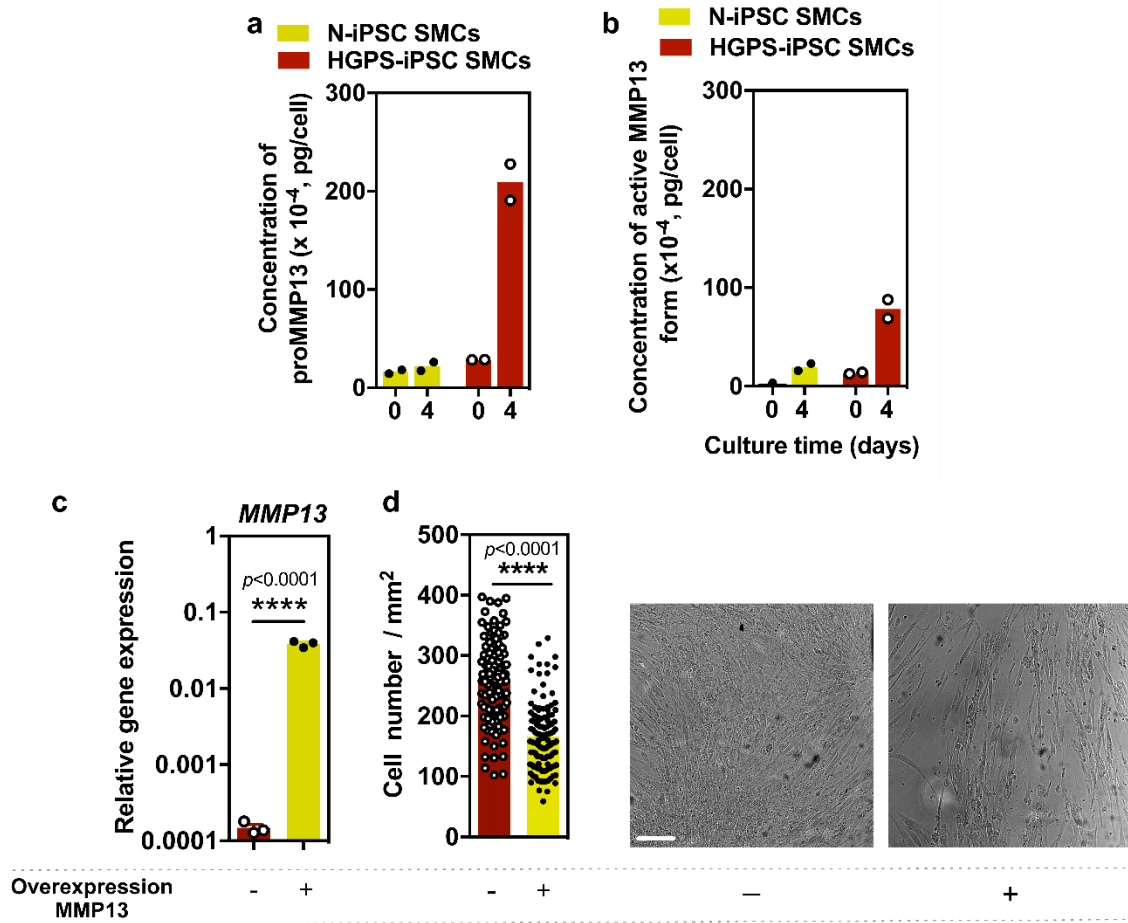 a
N-iPSC SMCs
HGPS-iPSC SMCs
Concentration of
proMMP13 (x 10-4, pg/cell)
300
200
100
0
0 4 0 4
b
N-iPSC SMCs
HGPS-iPSC SMCs
Concentration of active MMP13
form (x10-4, pg/cell)
300
200
100
0
0 4 0 4
Culture time (days)
c
MMP13
Relative gene expression
1
0.1
0.01
0.001
0.0001
p<0.0001
****
d
Cell number / mm2
500
400
300
200
100
0
p<0.0001
****
Overexpression
MMP13
- + - + — +